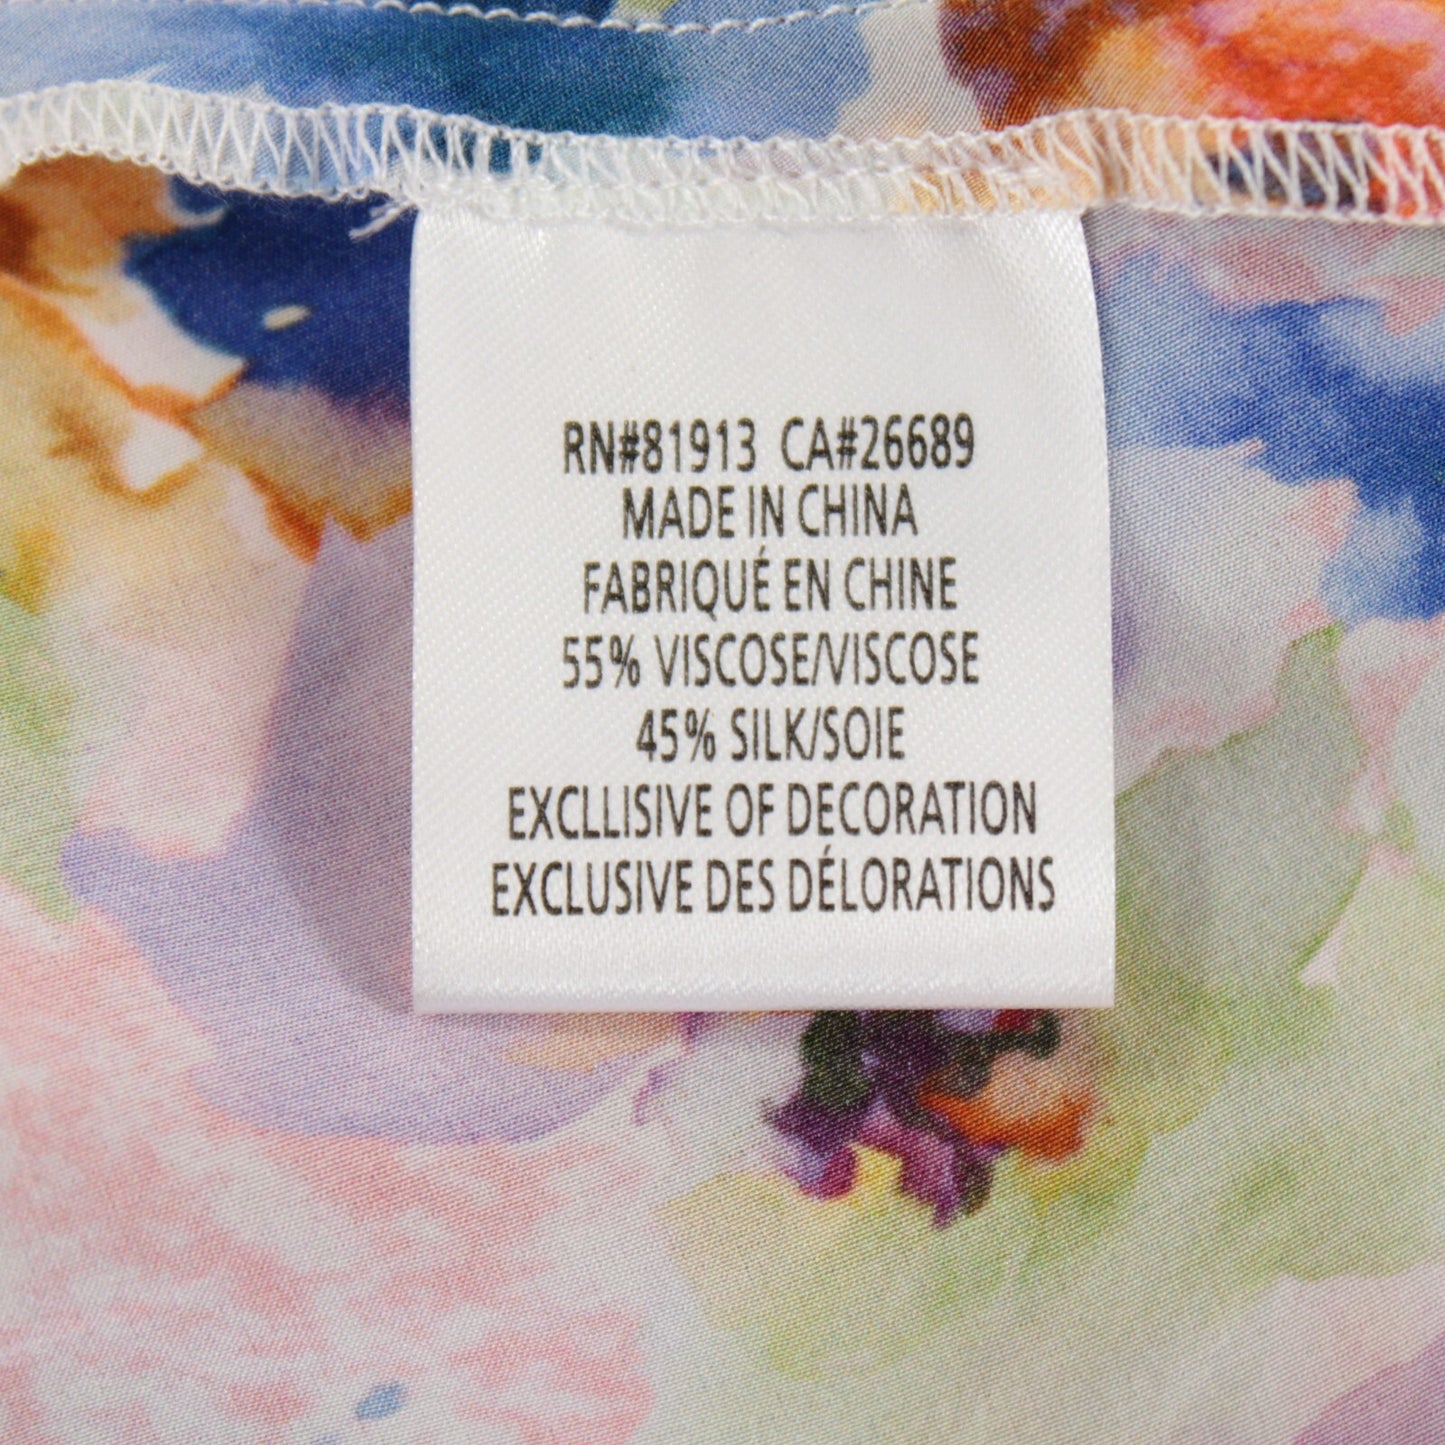 RN#81913 CA#26689
MADE IN CHINA
FABRIQUÉ EN CHINE
55% VISCOSE/VISCOSE
45% SILK/SOIE
EXCLLISIVE OF DECORATION
EXCLUSIVE DES DÉLORATIONS